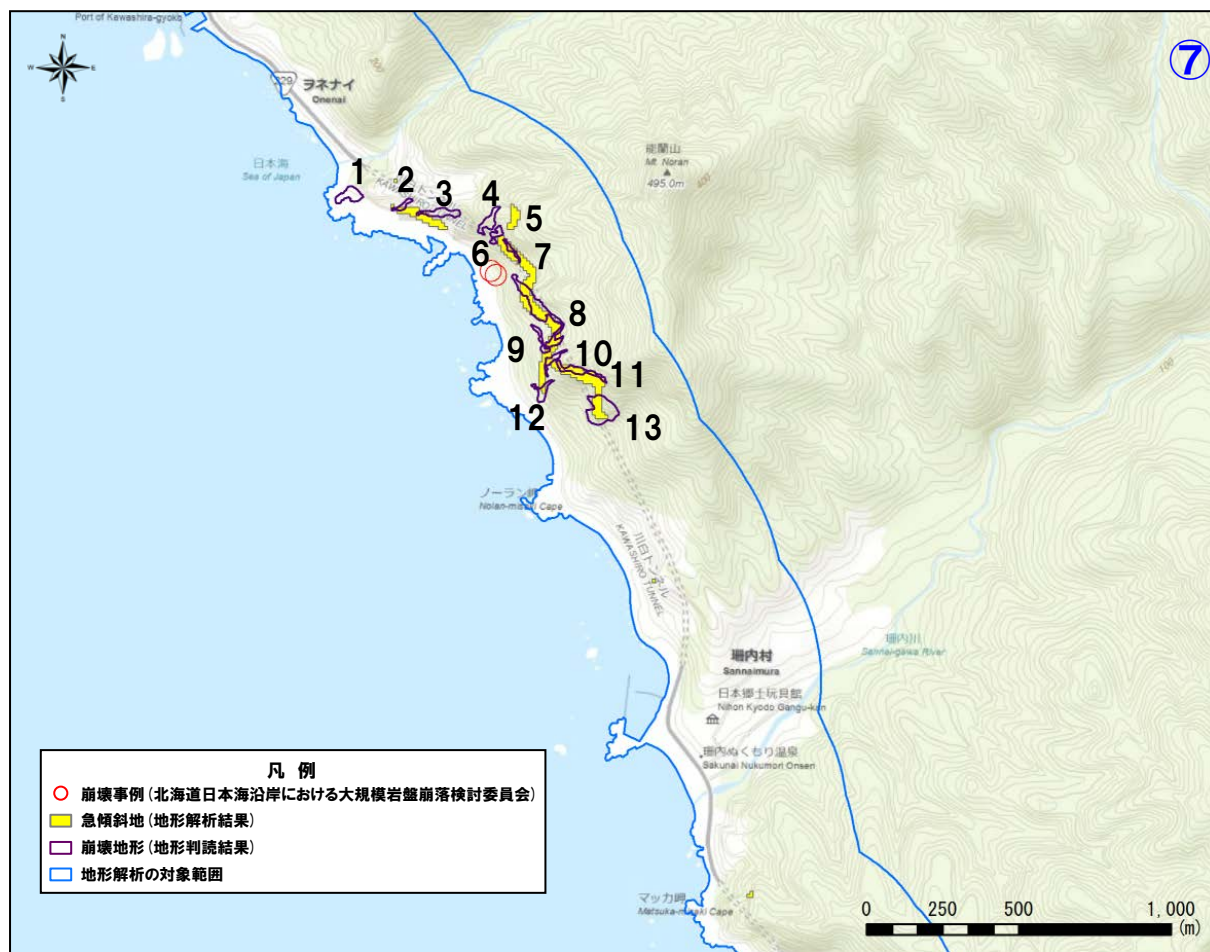 Port of Kawashira-gyoko
⑦
N
W
E
S
229
ヲネナイ
Onenai
200
日本海
Sea of Japan
能蘭山
Mt. Noran
495.0m
400
1
2
3
4
5
KAWASHIRO TUNNEL
6
7
8
9
10
11
12
13
100
ノーラン岬
Nolan-misaki Cape
川白トンネル
KAWASHIRO TUNNEL
珊内村
Sannaimura
珊内川
Sannai-gawa River
日本郷土玩具館
Nihon Kyodo Gangu-kan
珊内ぬくもり温泉
Sakunai Nukumori Onsen
マッカ岬
Matsuka-misaki Cape
凡 例
崩壊事例(北海道日本海沿岸における大規模岩盤崩落検討委員会)
急傾斜地(地形解析結果)
崩壊地形(地形判読結果)
地形解析の対象範囲
0 250 500 1,000
(m)